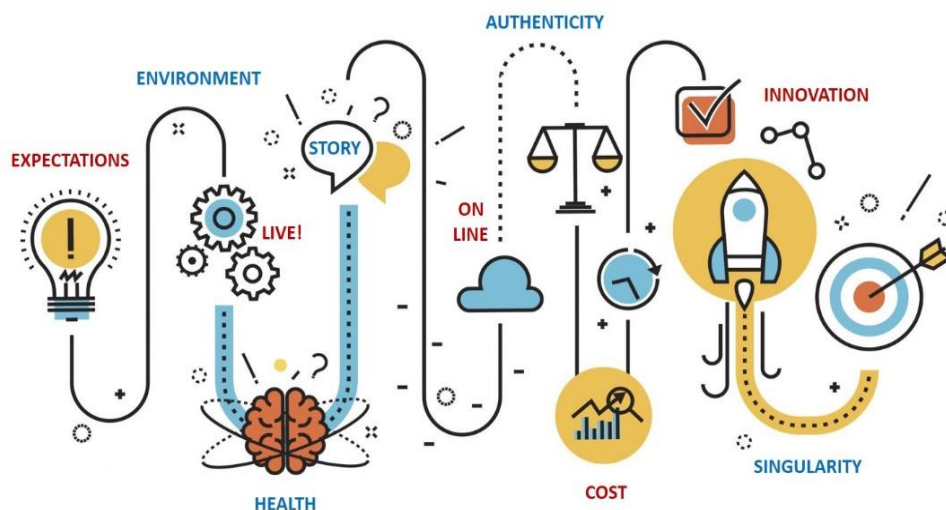 AUTHENTICITY
ENVIRONMENT
INNOVATION
EXPECTATIONS
STORY
LIVE!
ON
LINE
SINGULARITY
COST
HEALTH